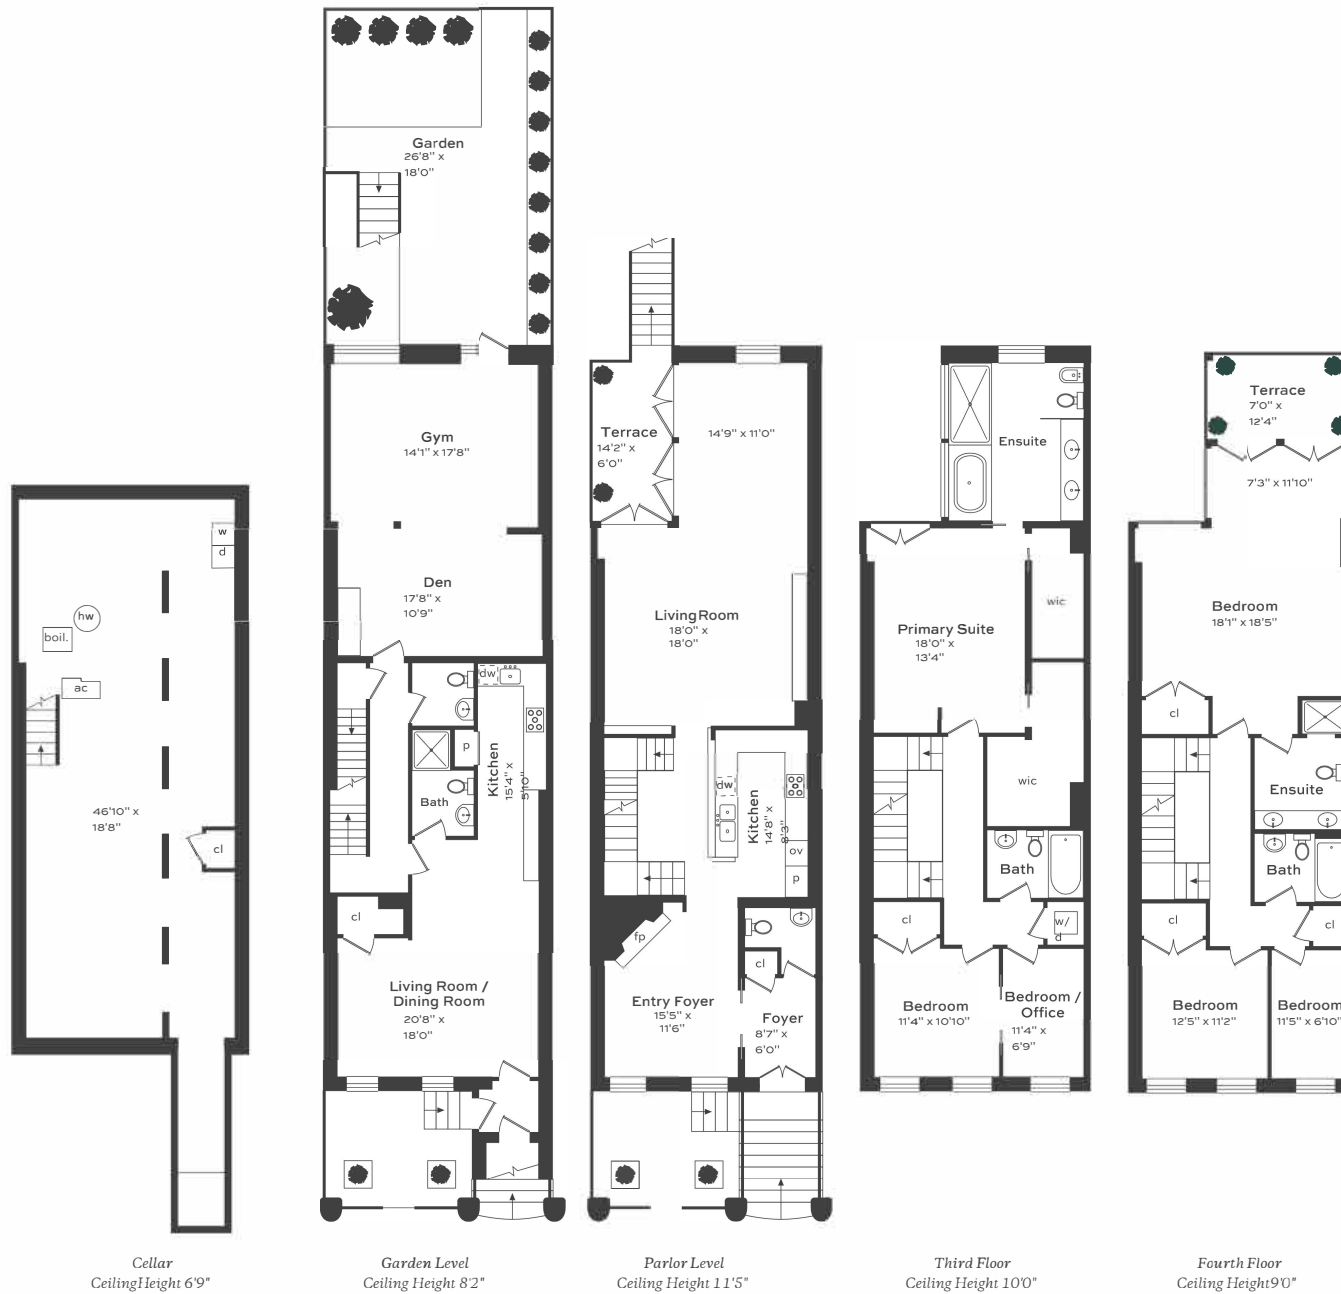 w
d
hw
boil.
ac
46'10" x
18'8"
cl
Cellar
CeilingHeight 6'9"
Garden
26'8" x
18'0"
Gym
14'1" x 17'8"
Den
17'8" x
10'9"
dw
p
Kitchen
15'4" x
5'10"
Bath
cl
Living Room /
Dining Room
20'8" x
18'0"
Garden Level
Ceiling Height 8'2"
Terrace
14'2" x
6'0"
14'9" x 11'0"
LivingRoom
18'0" x
18'0"
dw
Kitchen
14'8" x
8'3"
ov
p
fp
cl
Entry Foyer
15'5" x
11'6"
Foyer
8'7" x
6'0"
Parlor Level
Ceiling Height 11'5"
Ensuite
wic
Primary Suite
18'0" x
13'4"
wic
Bath
cl
w/
d
Bedroom
11'4" x 10'10"
Bedroom /
Office
11'4" x
6'9"
Third Floor
Ceiling Height 10'0"
Terrace
7'0" x
12'4"
7'3" x 11'10"
Bedroom
18'1" x 18'5"
cl
Ensuite
Bath
cl
cl
Bedroom
12'5" x 11'2"
Bedroom
11'5" x 6'10"
Fourth Floor
Ceiling Height9'0"